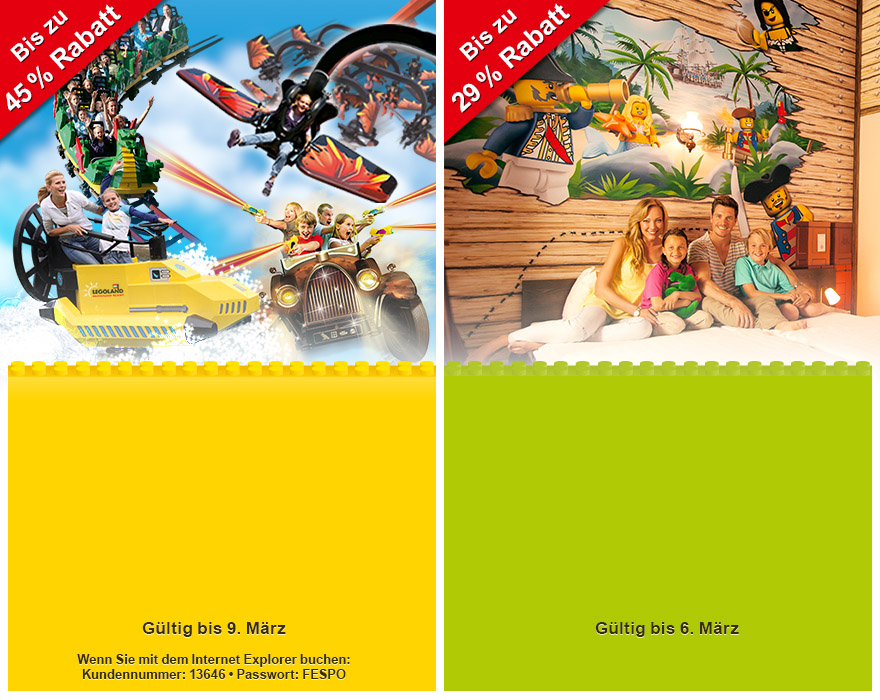 Bis zu
45 % Rabatt
LEGOLAND
Bis zu
29 % Rabatt
Gültig bis 9. März
Wenn Sie mit dem Internet Explorer buchen:
Kundennummer: 13646 • Passwort: FESPO
Gültig bis 6. März